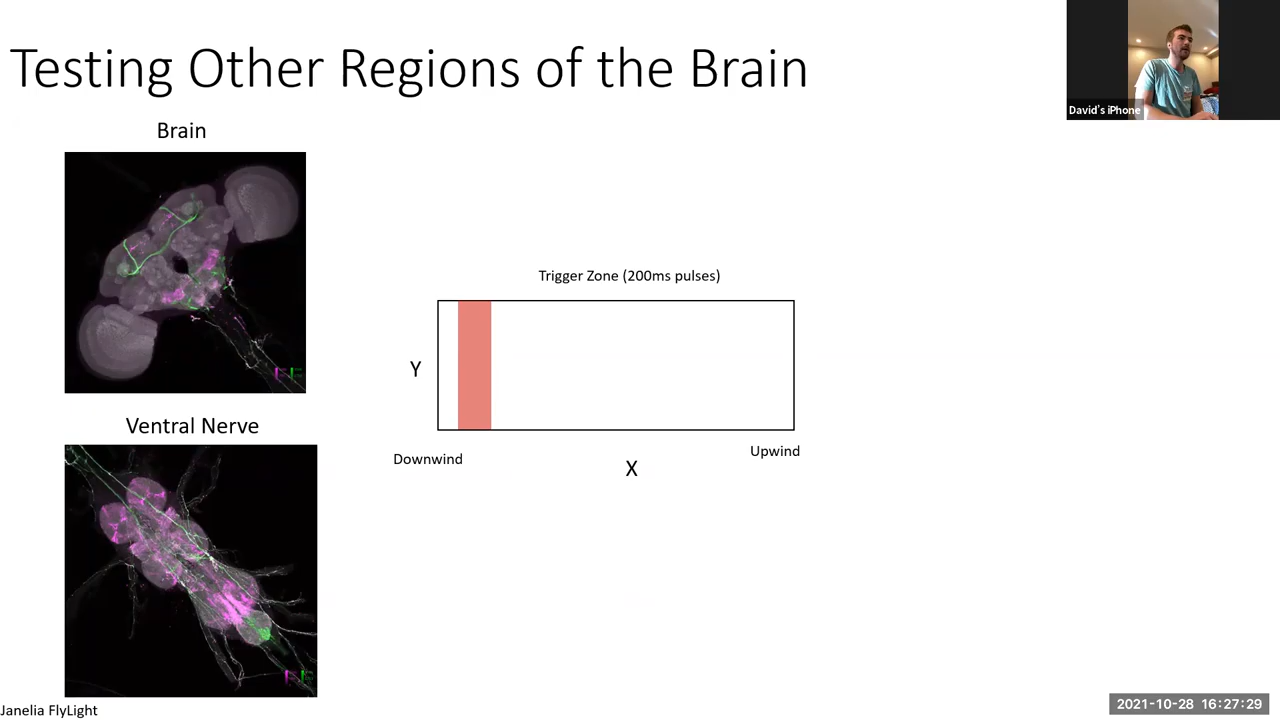 Testing Other Regions of the Brain
David's iPhone
Brain
Trigger Zone (200ms pulses)
Y
Ventral Nerve
Downwind
Upwind
X
Janelia FlyLight
2021-10-28 16:27:29